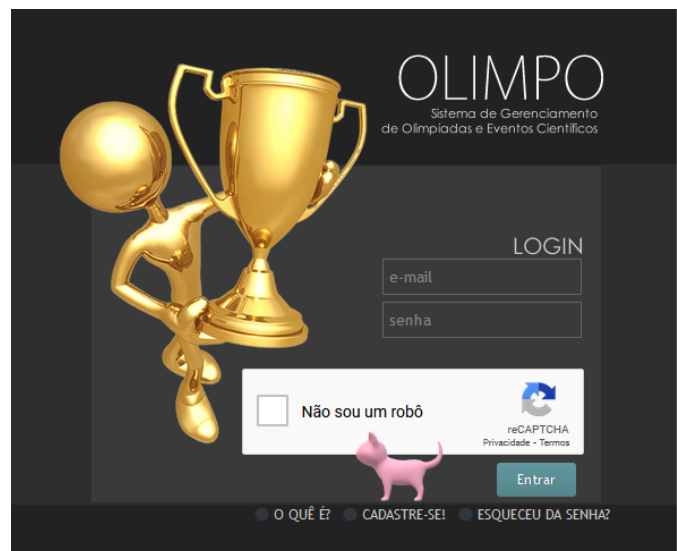 OLIMPO
Sistema de Gerenciamento
de Olimpíadas e Eventos Científicos
LOGIN
e-mail
senha
Não sou um robô
reCAPTCHA
Privacidade - Termos
Entrar
O QUÊ É? CADASTRE-SE! ESQUECEU DA SENHA?